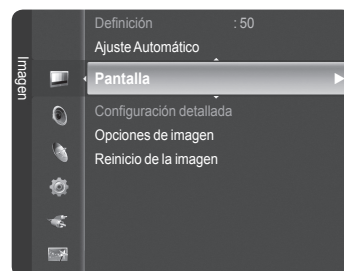 Imagen
Definición : 50
Ajuste Automático
Pantalla
Configuración detallada
Opciones de imagen
Reinicio de la imagen